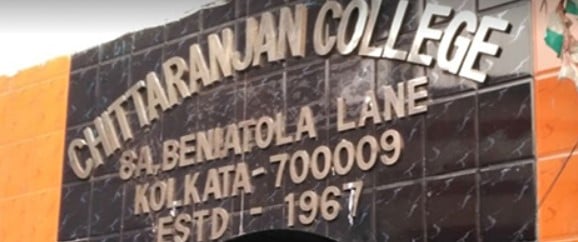 CHITTARANJAN COLLEGE
8A, BENIATOLA LANE
KOLKATA-700009
ESTD - 1967